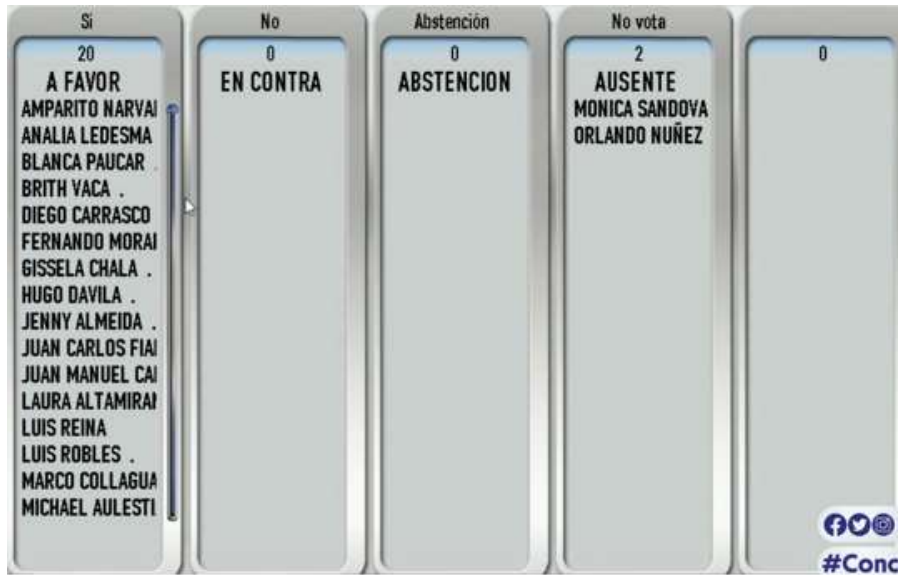 Si
20
A FAVOR
AMPARITO NARVAI
ANALIA LEDESMA
BLANCA PAUCAR .
BRITH VACA .
DIEGO CARRASCO
FERNANDO MORAI
GISSELA CHALA .
HUGO DAVILA .
JENNY ALMEIDA .
JUAN CARLOS FIAI
JUAN MANUEL CAI
LAURA ALTAMIRAI
LUIS REINA
LUIS ROBLES .
MARCO COLLAGUA
MICHAEL AULESTI
No
0
EN CONTRA
Abstención
0
ABSTENCION
No vota
2
AUSENTE
MONICA SANDOVA
ORLANDO NUÑEZ
0
#Conc